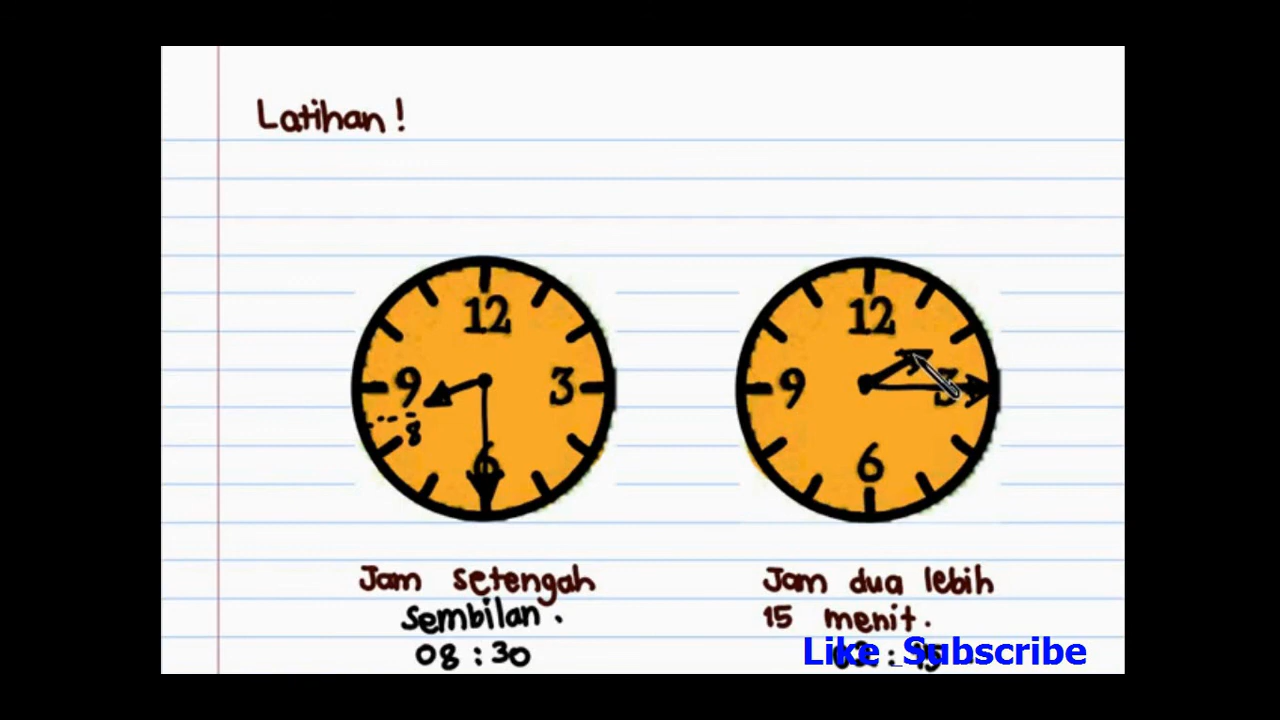 Latihan !
12
9
3
8
6
12
9
3
6
Jam setengah
sembilan.
08 : 30
Jam dua lebih
15 menit.
Like Subscribe